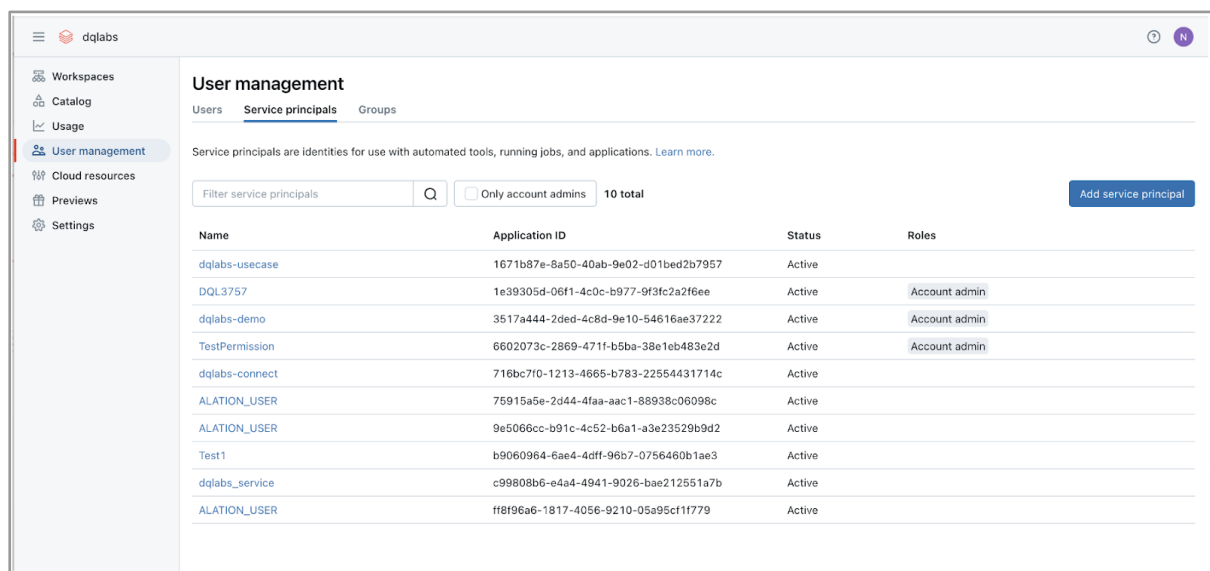 dqlabs
N
Workspaces
Catalog
Usage
User management
Cloud resources
Previews
Settings
User management
Users Service principals Groups
Service principals are identities for use with automated tools, running jobs, and applications. Learn more.
Filter service principals Only account admins 10 total Add service principal
Name Application ID Status Roles
dqlabs-usecase 1671b87e-8a50-40ab-9e02-d01bed2b7957 Active
DQL3757 1e39305d-06f1-4c0c-b977-9f3fc2a2f6ee Active Account admin
dqlabs-demo 3517a444-2ded-4c8d-9e10-54616ae37222 Active Account admin
TestPermission 6602073c-2869-471f-b5ba-38e1eb483e2d Active Account admin
dqlabs-connect 716bc7f0-1213-4665-b783-22554431714c Active
ALATION_USER 75915a5e-2d44-4faa-aac1-88938c06098c Active
ALATION_USER 9e5066cc-b91c-4c52-b6a1-a3e23529b9d2 Active
Test1 b9060964-6ae4-4dff-96b7-0756460b1ae3 Active
dqlabs_service c99808b6-e4a4-4941-9026-bae212551a7b Active
ALATION_USER ff8f96a6-1817-4056-9210-05a95cf1f779 Active